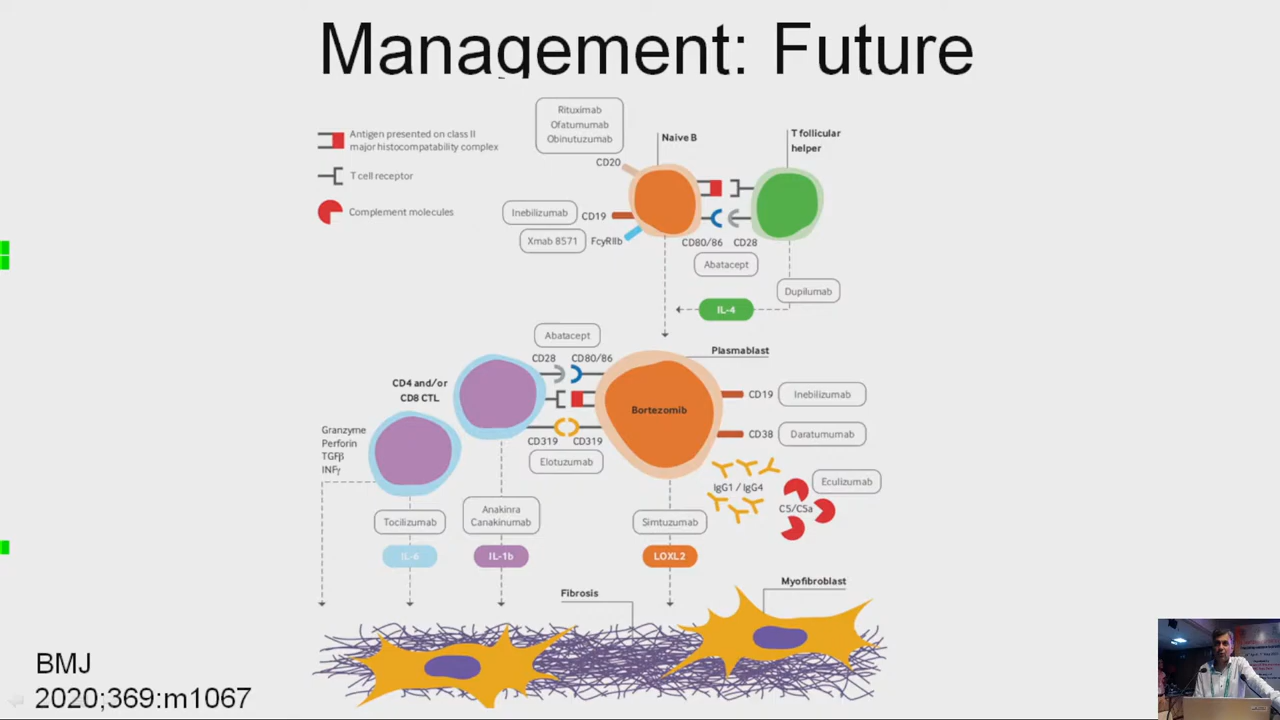 Management: Future
Antigen presented on class II
major histocompatability complex
T cell receptor
Complement molecules
Rituximab
Ofatumumab
Obinutuzumab
CD20
Naive B
T follicular
helper
Inebilizumab
CD19
Xmab 8571
FcγRIIb
CD80/86
CD28
Abatacept
Dupilumab
IL-4
Abatacept
CD28
CD80/86
Plasmablast
CD4 and/or
CD8 CTL
Bortezomib
CD19
Inebilizumab
CD38
Daratumumab
Granzyme
Perforin
TGFβ
INFγ
CD319
CD319
Elotuzumab
IgG1 / IgG4
Eculizumab
C5/C5a
Tocilizumab
Anakinra
Canakinumab
Simtuzumab
IL-6
IL-1b
LOXL2
Fibrosis
Myofibroblast
BMJ
2020;369:m1067